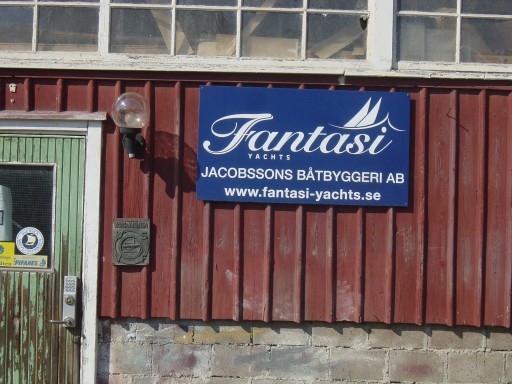 Fantasi
YACHTS
JACOBSSONS BÅTBYGGERI AB
www.fantasi-yachts.se